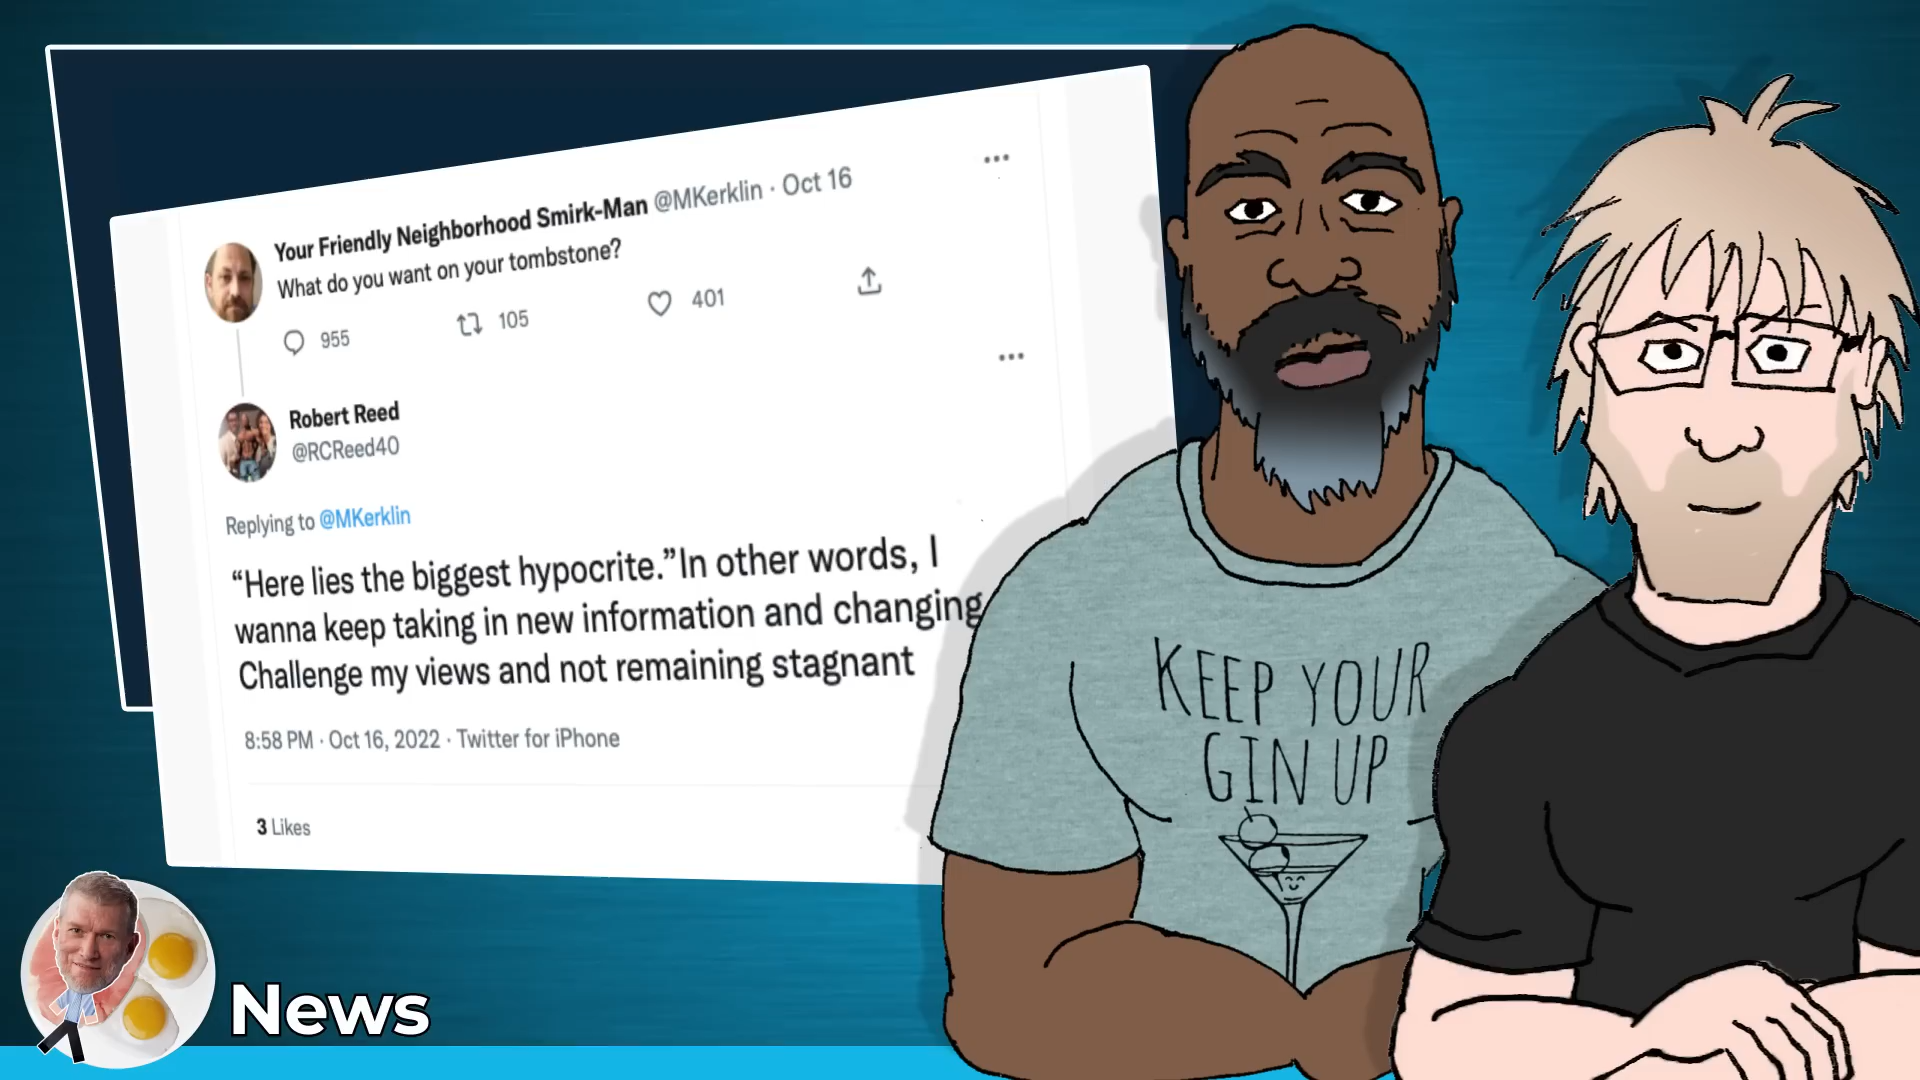 Your Friendly Neighborhood Smirk-Man @MKerklin · Oct 16
What do you want on your tombstone?
955 105 401
Robert Reed
@RCReed40
Replying to @MKerklin
“Here lies the biggest hypocrite.”In other words, I
wanna keep taking in new information and changing
Challenge my views and not remaining stagnant
8:58 PM · Oct 16, 2022 · Twitter for iPhone
3 Likes
KEEP YOUR
GIN UP
News